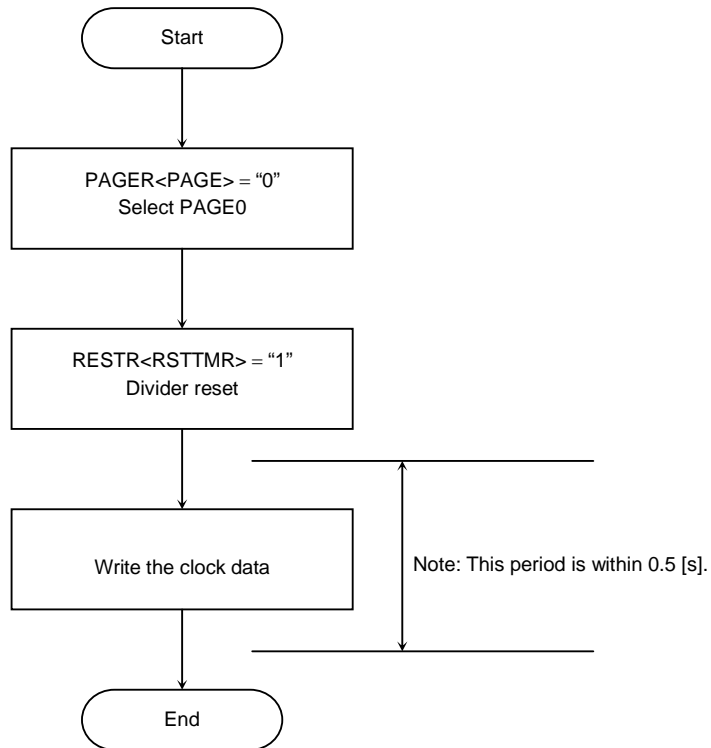 Start
PAGER<PAGE> = “0”
Select PAGE0
RESTR<RSTTMR> = “1”
Divider reset
Write the clock data
Note: This period is within 0.5 [s].
End